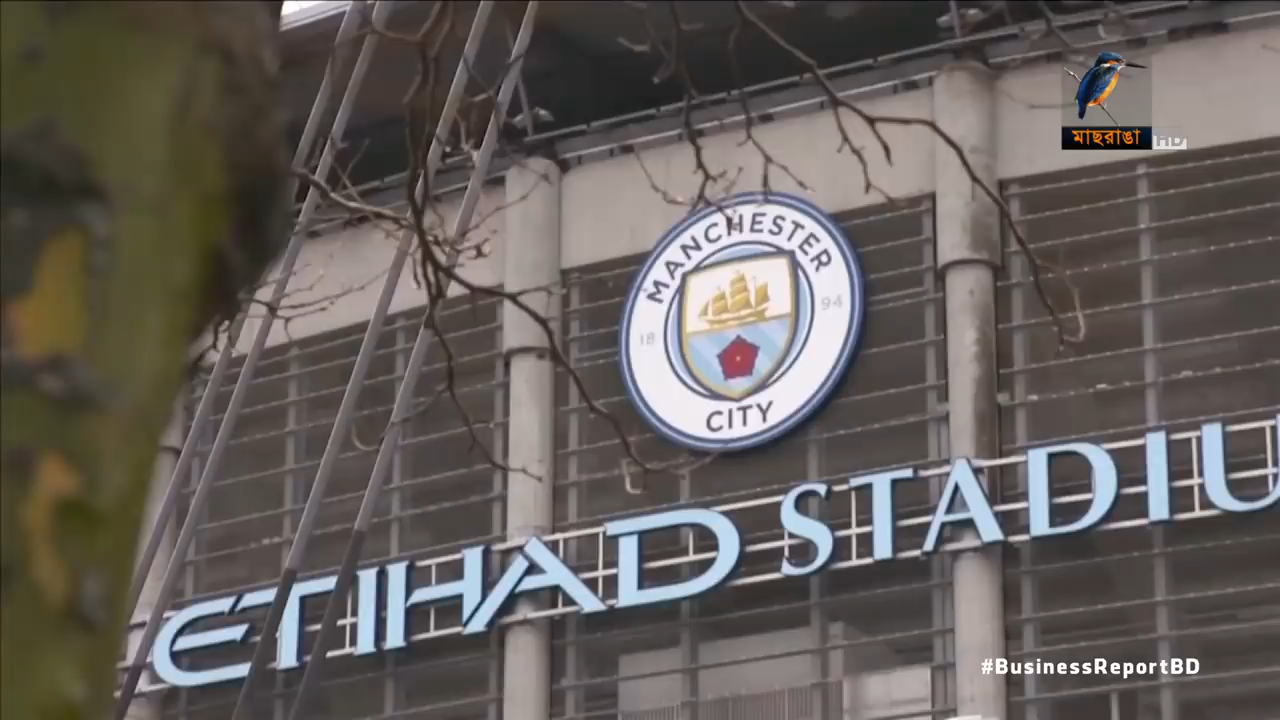 মাছরাঙা HD
MANCHESTER
18 94
CITY
ETIHAD STADIU
#BusinessReportBD